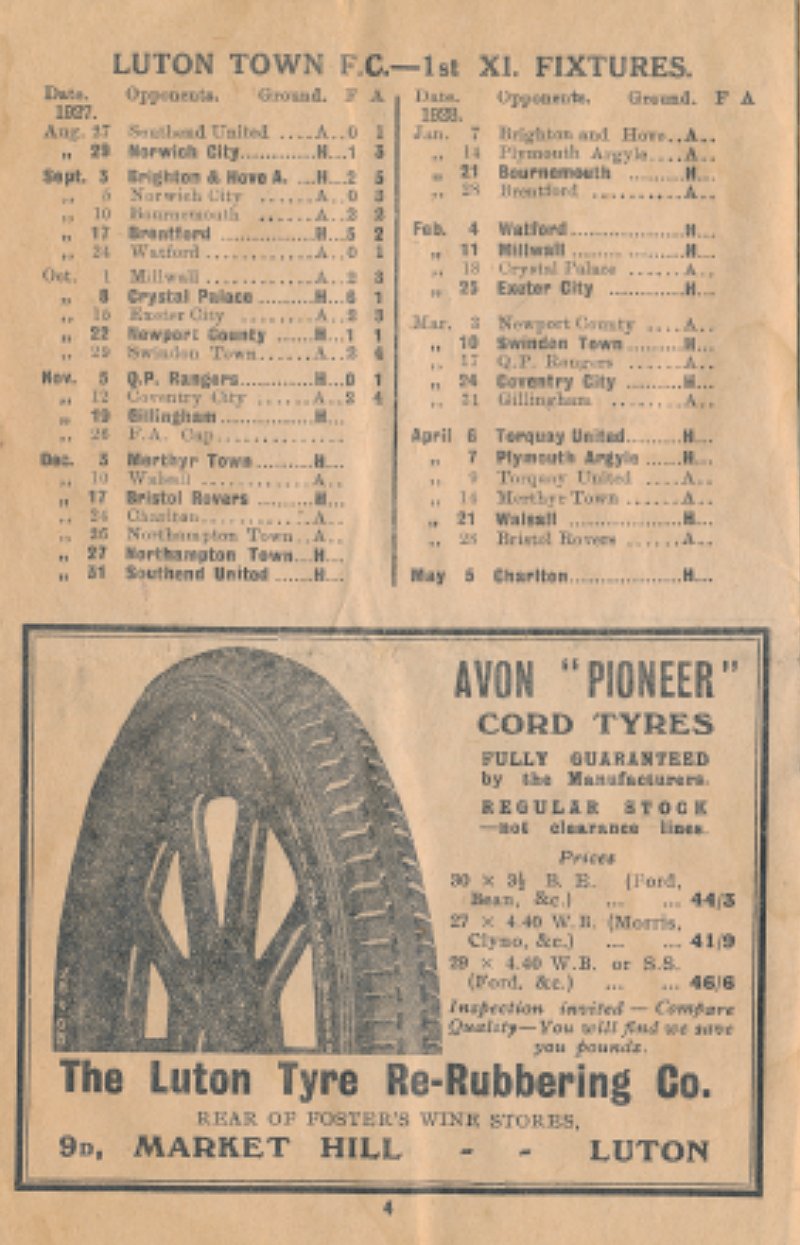 LUTON TOWN F.C.—1st XI. FIXTURES.
Date. Opponents. Ground. F A
1927.
Aug. 27 Southend United ....A..0 1
„ 29 Norwich City.............H...1 3
Sept. 3 Brighton & Hove A. ...H...2 5
„ 5 Norwich City ......A..0 3
„ 10 Bournemouth ......A..2 2
„ 17 Brentford ...............H...5 2
„ 24 Watford..............A..0 1
Oct. 1 Millwall ............A..2 3
„ 8 Crystal Palace ..........H...6 1
„ 15 Exeter City ........A..2 3
„ 22 Newport County .......H...1 1
„ 29 Swindon Town......A..2 4
Nov. 5 Q.P. Rangers.............H...0 1
„ 12 Coventry City ......A..2 4
„ 19 Gillingham................H...
„ 26 F.A. Cup..............
Dec. 3 Merthyr Town ..........H...
„ 10 Walsall ............A..
„ 17 Bristol Rovers ..........H...
„ 24 Charlton............A..
„ 26 Northampton Town..A..
„ 27 Northampton Town...H...
„ 31 Southend United .......H...
Date. Opponents. Ground. F A
1928.
Jan. 7 Brighton and Hove..A..
„ 14 Plymouth Argyle....A..
„ 21 Bournemouth ..........H...
„ 28 Brentford ..........A..
Feb. 4 Watford....................H...
„ 11 Millwall ..................H...
„ 18 Crystal Palace ......A..
„ 25 Exeter City .............H...
Mar. 3 Newport County ....A..
„ 10 Swindon Town..........H...
„ 17 Q.P. Rangers ......A..
„ 24 Coventry City ..........H...
„ 31 Gillingham ........A..
April 6 Torquay United..........H...
„ 7 Plymouth Argyle ......H...
„ 9 Torquay United ....A..
„ 14 Merthyr Town ......A..
„ 21 Walsall ...................H...
„ 28 Bristol Rovers ......A..
May 5 Charlton....................H...
AVON "PIONEER"
CORD TYRES
FULLY GUARANTEED
by the Manufacturers.
REGULAR STOCK
—not clearance lines.
Prices
30 × 3½ B. E. (Ford,
Bean, &c.) ... ... 44/3
27 × 4.40 W.B. (Morris,
Clyno, &c.) ... ... 41/9
29 × 4.40 W.B. or S.S.
(Ford, &c.) ... ... 46/6
Inspection invited — Compare
Quality—You will find we save
you pounds.
The Luton Tyre Re-Rubbering Co.
REAR OF FOSTER'S WINE STORES,
9D, MARKET HILL - - LUTON
4